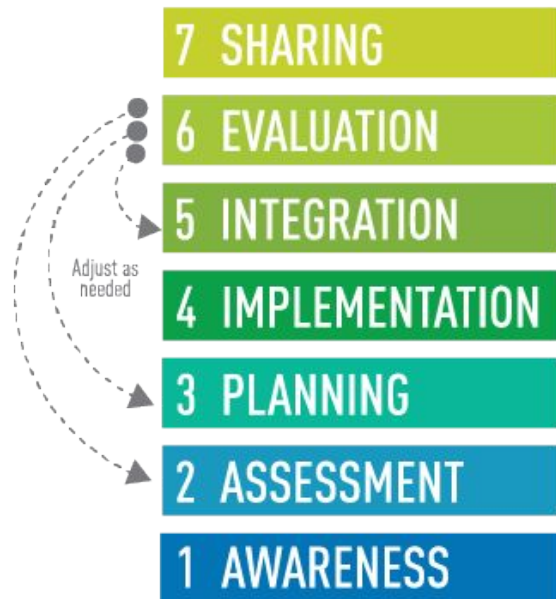 7 SHARING
6 EVALUATION
5 INTEGRATION
Adjust as
needed
4 IMPLEMENTATION
3 PLANNING
2 ASSESSMENT
1 AWARENESS